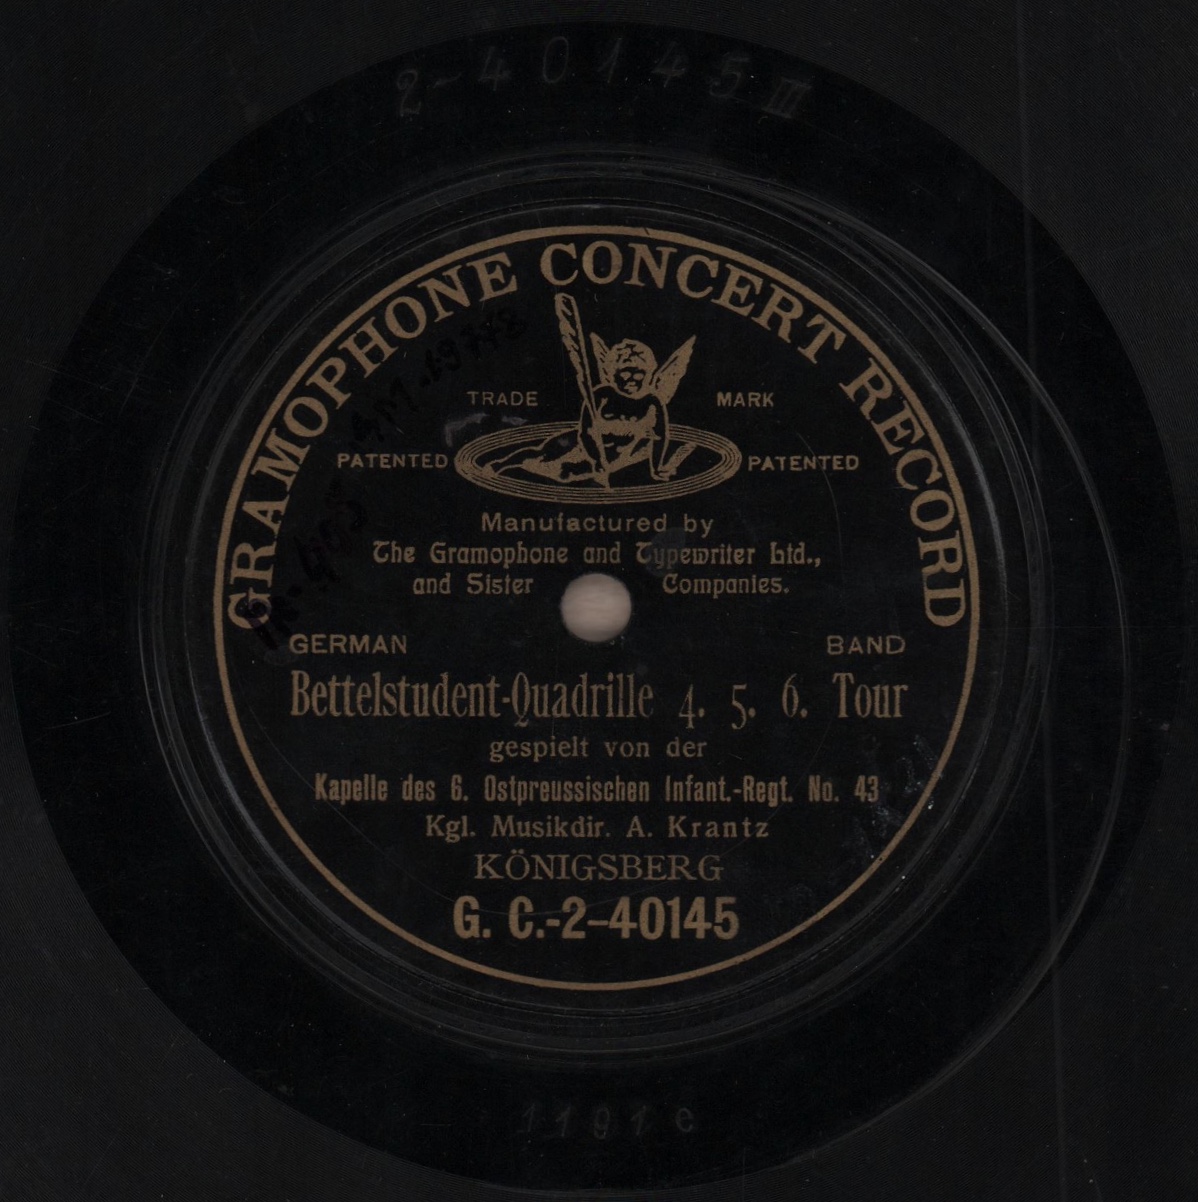 2-40145 III
GRAMOPHONE CONCERT RECORD
TRADE MARK
PATENTED PATENTED
Manufactured by
The Gramophone and Typewriter Ltd.,
and Sister Companies.
GERMAN BAND
Bettelstudent-Quadrille 4. 5. 6. Tour
gespielt von der
Kapelle des 6. Ostpreussischen Infant.-Regt. No. 43
Kgl. Musikdir. A. Krantz
KÖNIGSBERG
G. C.-2-40145
1191c